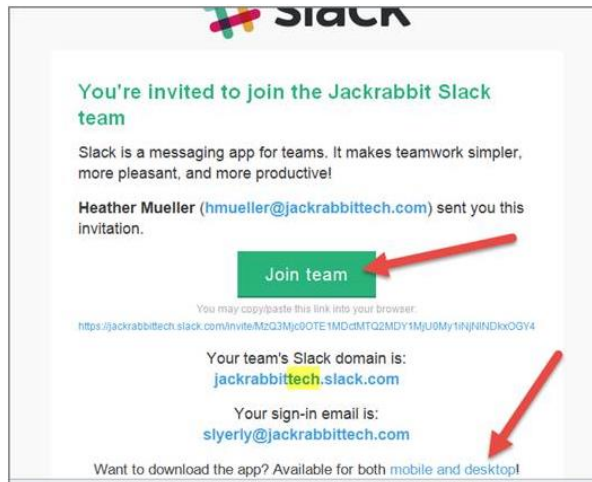 slack
You're invited to join the Jackrabbit Slack
team
Slack is a messaging app for teams. It makes teamwork simpler,
more pleasant, and more productive!
Heather Mueller (hmueller@jackrabbittech.com) sent you this
invitation.
Join team
You may copy/paste this link into your browser:
Your team's Slack domain is:
jackrabbittech.slack.com
Your sign-in email is:
slyerly@jackrabbittech.com
Want to download the app? Available for both mobile and desktop!